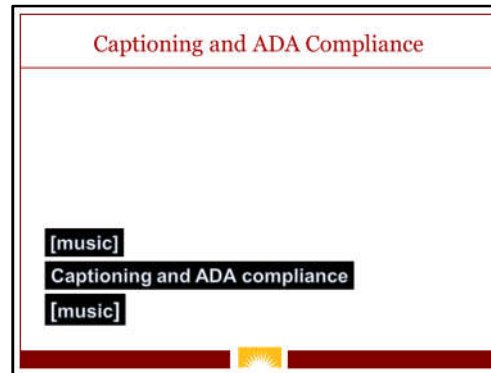 Captioning and ADA Compliance
[music]
Captioning and ADA compliance
[music]